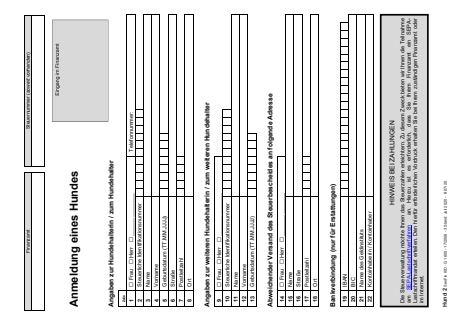 Finanzamt
Steuernummer (soweit vorhanden)
Eingang im Finanzamt
Anmeldung eines Hundes
Angaben zur Hundehalterin / zum Hundehalter
Zeile
1 ☐ Frau ☐ Herr ☐ Telefonnummer:
2 Steuerliche Identifikationsnummer
3 Name
4 Vorname
5 Geburtsdatum (TT.MM.JJJJ)
6 Straße
7 Postleitzahl
8 Ort
Angaben zur weiteren Hundehalterin / zum weiteren Hundehalter
9 ☐ Frau ☐ Herr ☐
10 Steuerliche Identifikationsnummer
11 Name
12 Vorname
13 Geburtsdatum (TT.MM.JJJJ)
Abweichender Versand des Steuerbescheides an folgende Adresse
14 ☐ Frau ☐ Herr ☐
15 Name
16 Straße
17 Postleitzahl
18 Ort
Bankverbindung (nur für Erstattungen)
19 IBAN
20 BIC
21 Name des Geldinstituts
22 Kontoinhaberin / Kontoinhaber
HINWEIS BEI ZAHLUNGEN
Die Steuerverwaltung möchte Ihnen das Steuerzahlen erleichtern. Zu diesem Zweck bieten wir Ihnen die Teilnahme
am SEPA-Lastschriftverfahren an. Hierzu ist es erforderlich, dass Sie Ihrem Finanzamt ein SEPA-
Lastschriftmandat erteilen. Den hierfür erforderlichen Vordruck erhalten Sie bei Ihrem zuständigen Finanzamt oder
im Internet.
Hund 2